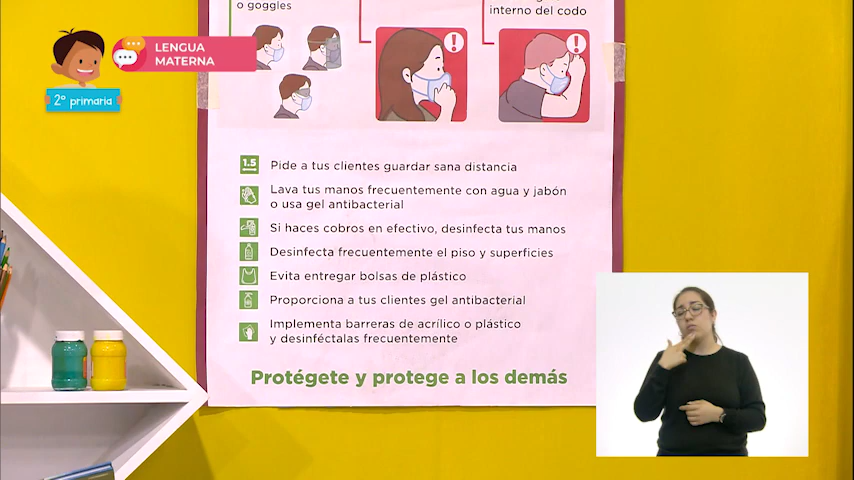 o goggles
interno del codo
LENGUA
MATERNA
2° primaria
1.5 Pide a tus clientes guardar sana distancia
Lava tus manos frecuentemente con agua y jabón
o usa gel antibacterial
Si haces cobros en efectivo, desinfecta tus manos
Desinfecta frecuentemente el piso y superficies
Evita entregar bolsas de plástico
Proporciona a tus clientes gel antibacterial
Implementa barreras de acrílico o plástico
y desinféctalas frecuentemente
Protégete y protege a los demás